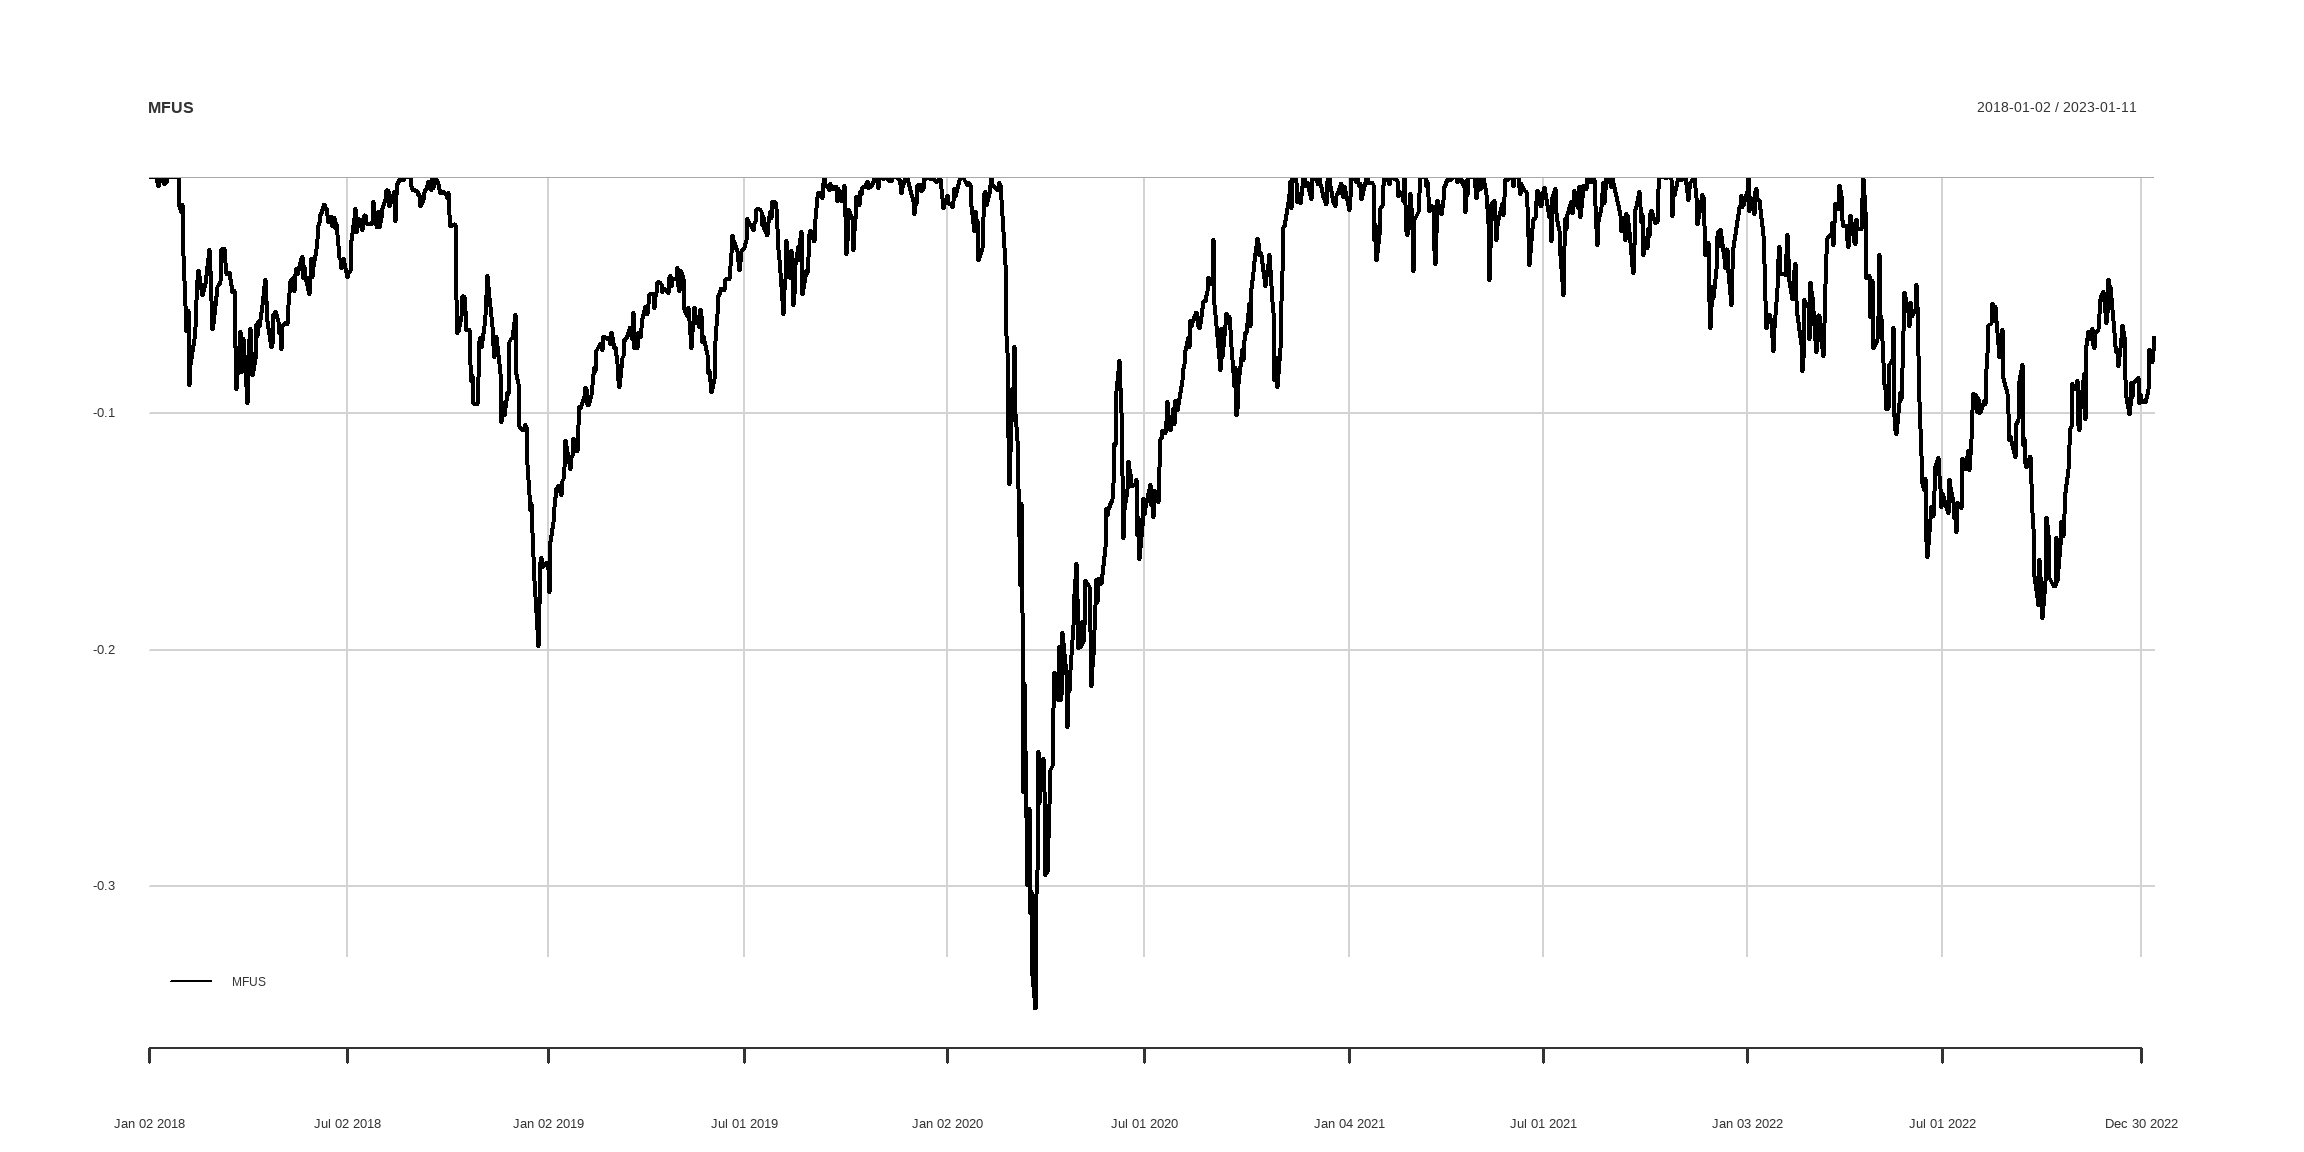 MFUS
2018-01-02 / 2023-01-11
-0.1
-0.2
-0.3
MFUS
Jan 02 2018
Jul 02 2018
Jan 02 2019
Jul 01 2019
Jan 02 2020
Jul 01 2020
Jan 04 2021
Jul 01 2021
Jan 03 2022
Jul 01 2022
Dec 30 2022